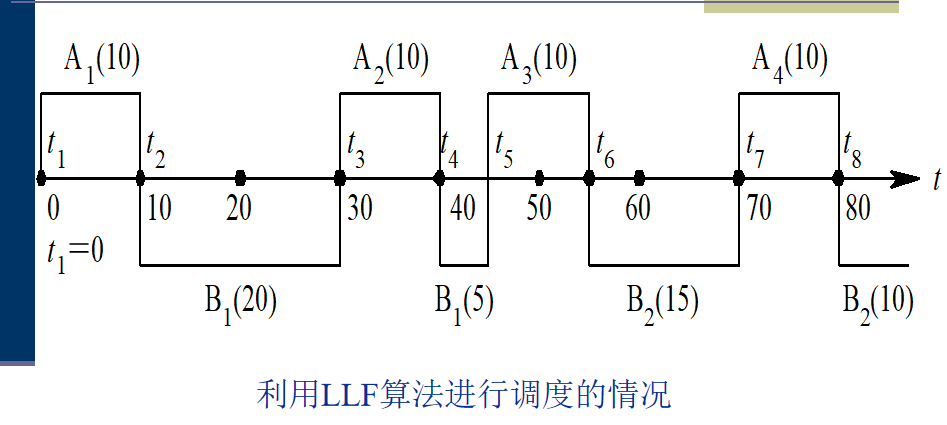 A₁(10) A₂(10) A₃(10) A₄(10)
t₁ t₂ t₃ t₄ t₅ t₆ t₇ t₈
t
0 10 20 30 40 50 60 70 80
t₁=0
B₁(20) B₁(5) B₂(15) B₂(10)
利用LLF算法进行调度的情况